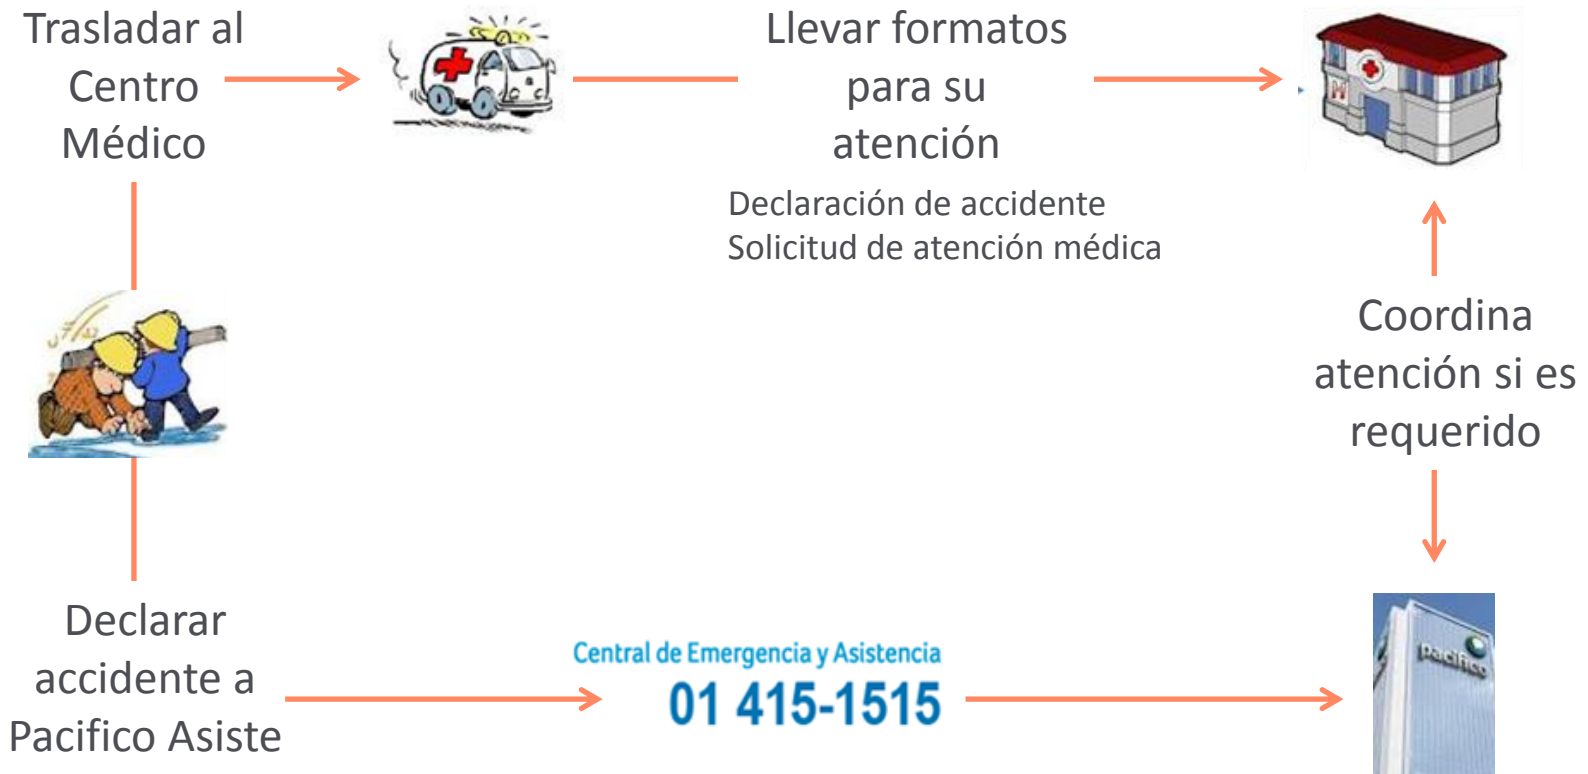 Trasladar al
Centro
Médico
Llevar formatos
para su
atención
Declaración de accidente
Solicitud de atención médica
Coordina
atención si es
requerido
Declarar
accidente a
Pacifico Asiste
Central de Emergencia y Asistencia
01 415-1515
pacífico